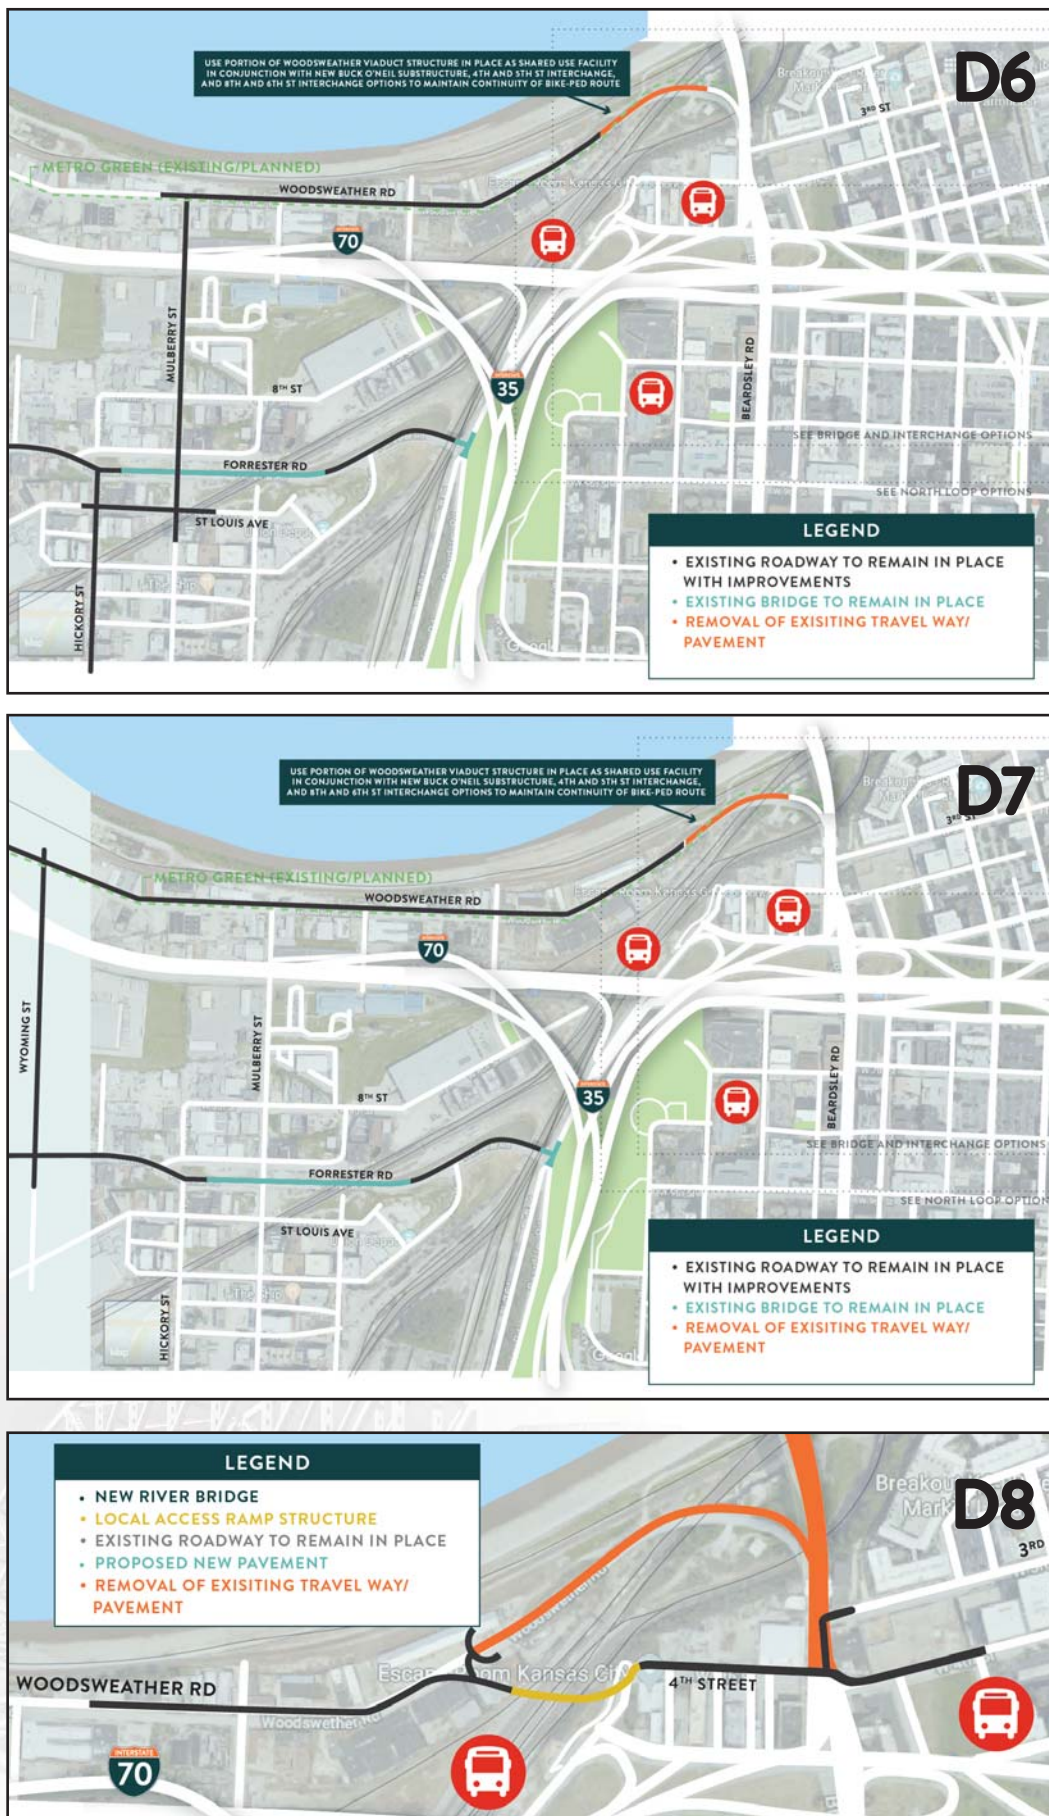 D6
USE PORTION OF WOODSWEATHER VIADUCT STRUCTURE IN PLACE AS SHARED USE FACILITY
IN CONJUNCTION WITH NEW BUCK O'NEIL SUBSTRUCTURE, 4TH AND 5TH ST INTERCHANGE,
AND 8TH AND 6TH ST INTERCHANGE OPTIONS TO MAINTAIN CONTINUITY OF BIKE-PED ROUTE
3RD ST
METRO GREEN (EXISTING/PLANNED)
WOODSWEATHER RD
INTERSTATE
70
MULBERRY ST
8TH ST
INTERSTATE
35
BEARDSLEY RD
SEE BRIDGE AND INTERCHANGE OPTIONS
FORRESTER RD
SEE NORTH LOOP OPTIONS
ST LOUIS AVE
HICKORY ST
Google
LEGEND
• EXISTING ROADWAY TO REMAIN IN PLACE
WITH IMPROVEMENTS
• EXISTING BRIDGE TO REMAIN IN PLACE
• REMOVAL OF EXISITING TRAVEL WAY/
PAVEMENT
D7
USE PORTION OF WOODSWEATHER VIADUCT STRUCTURE IN PLACE AS SHARED USE FACILITY
IN CONJUNCTION WITH NEW BUCK O'NEIL SUBSTRUCTURE, 4TH AND 5TH ST INTERCHANGE,
AND 8TH AND 6TH ST INTERCHANGE OPTIONS TO MAINTAIN CONTINUITY OF BIKE-PED ROUTE
3RD ST
METRO GREEN (EXISTING/PLANNED)
WOODSWEATHER RD
INTERSTATE
70
WYOMING ST
MULBERRY ST
8TH ST
INTERSTATE
35
BEARDSLEY RD
SEE BRIDGE AND INTERCHANGE OPTIONS
FORRESTER RD
SEE NORTH LOOP OPTION
ST LOUIS AVE
HICKORY ST
Map
LEGEND
• EXISTING ROADWAY TO REMAIN IN PLACE
WITH IMPROVEMENTS
• EXISTING BRIDGE TO REMAIN IN PLACE
• REMOVAL OF EXISITING TRAVEL WAY/
PAVEMENT
LEGEND
• NEW RIVER BRIDGE
• LOCAL ACCESS RAMP STRUCTURE
• EXISTING ROADWAY TO REMAIN IN PLACE
• PROPOSED NEW PAVEMENT
• REMOVAL OF EXISITING TRAVEL WAY/
PAVEMENT
D8
3RD
WOODSWEATHER RD
4TH STREET
INTERSTATE
70